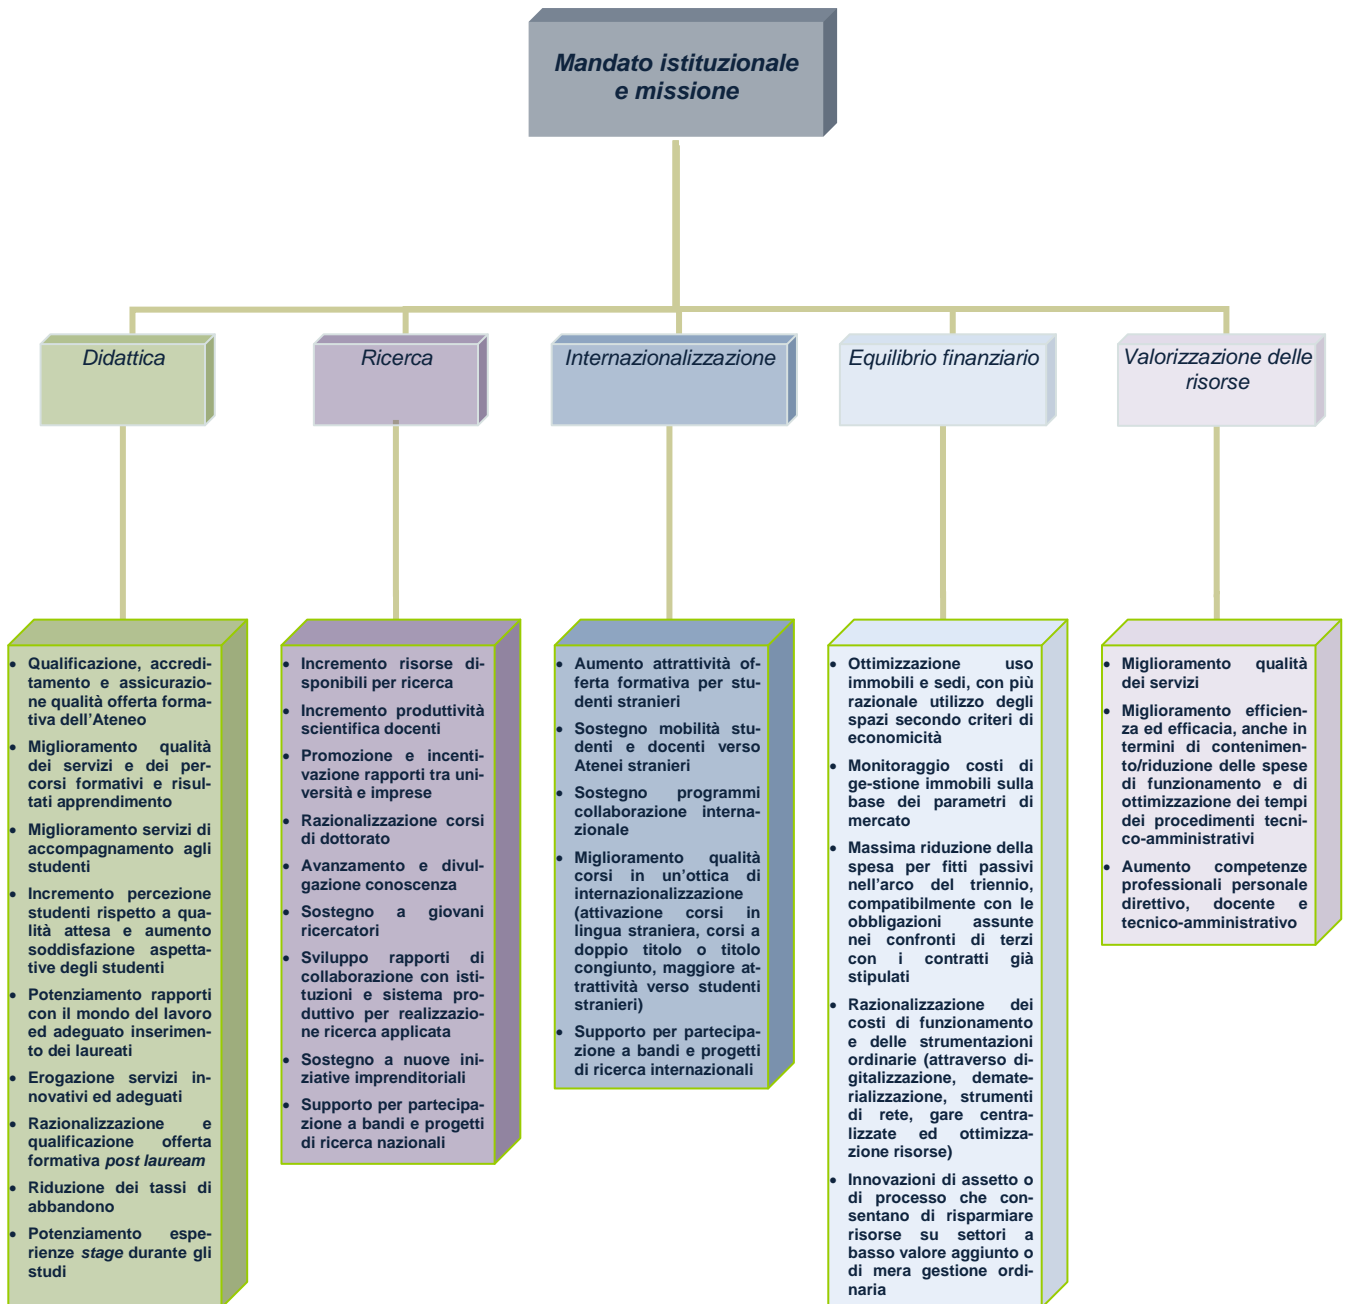 Mandato istituzionale
e missione
Didattica
Ricerca
Internazionalizzazione
Equilibrio finanziario
Valorizzazione delle
risorse
• Qualificazione, accredi-
tamento e assicurazio-
ne qualità offerta for-
mativa dell'Ateneo
• Miglioramento qualità
dei servizi e dei per-
corsi formativi e risul-
tati apprendimento
• Miglioramento servizi di
accompagnamento agli
studenti
• Incremento percezione
studenti rispetto a qua-
lità attesa e aumento
soddisfazione aspetta-
tive degli studenti
• Potenziamento rapporti
con il mondo del lavoro
ed adeguato inserimen-
to dei laureati
• Erogazione servizi in-
novativi ed adeguati
• Razionalizzazione e
qualificazione offerta
formativa post lauream
• Riduzione dei tassi di
abbandono
• Potenziamento espe-
rienze stage durante gli
studi
• Incremento risorse di-
sponibili per ricerca
• Incremento produttività
scientifica docenti
• Promozione e incenti-
vazione rapporti tra uni-
versità e imprese
• Razionalizzazione corsi
di dottorato
• Avanzamento e divul-
gazione conoscenza
• Sostegno a giovani
ricercatori
• Sviluppo rapporti di
collaborazione con isti-
tuzioni e sistema pro-
duttivo per realizzazio-
ne ricerca applicata
• Sostegno a nuove ini-
ziative imprenditoriali
• Supporto per partecipa-
zione a bandi e progetti
di ricerca nazionali
• Aumento attrattività of-
ferta formativa per stu-
denti stranieri
• Sostegno mobilità stu-
denti e docenti verso
Atenei stranieri
• Sostegno programmi
collaborazione interna-
zionale
• Miglioramento qualità
corsi in un'ottica di
internazionalizzazione
(attivazione corsi in
lingua straniera, corsi a
doppio titolo o titolo
congiunto, maggiore at-
trattività verso studenti
stranieri)
• Supporto per partecipa-
zione a bandi e progetti
di ricerca internazionali
• Ottimizzazione uso
immobili e sedi, con più
razionale utilizzo degli
spazi secondo criteri di
economicità
• Monitoraggio costi di
ge-stione immobili sulla
base dei parametri di
mercato
• Massima riduzione della
spesa per fitti passivi
nell'arco del triennio,
compatibilmente con le
obbligazioni assunte
nei confronti di terzi
con i contratti già
stipulati
• Razionalizzazione dei
costi di funzionamento
e delle strumentazioni
ordinarie (attraverso di-
gitalizzazione, demate-
rializzazione, strumenti
di rete, gare centra-
lizzate ed ottimizza-
zione risorse)
• Innovazioni di assetto o
di processo che con-
sentano di risparmiare
risorse su settori a
basso valore aggiunto o
di mera gestione ordi-
naria
• Miglioramento qualità
dei servizi
• Miglioramento efficien-
za ed efficacia, anche in
termini di contenimen-
to/riduzione delle spese
di funzionamento e di
ottimizzazione dei tempi
dei procedimenti tecni-
co-amministrativi
• Aumento competenze
professionali personale
direttivo, docente e
tecnico-amministrativo